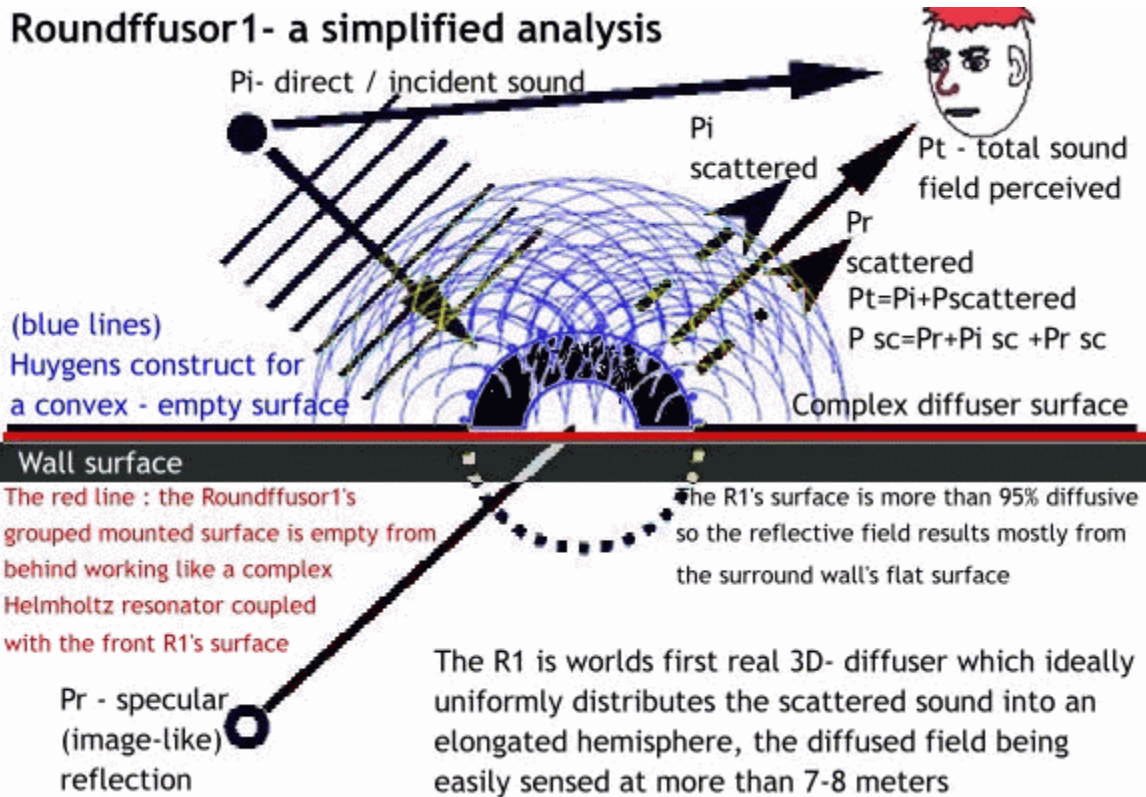 Roundffusor1- a simplified analysis
Pi- direct / incident sound
Pi
scattered
Pt - total sound
field perceived
Pr
scattered
Pt=Pi+Pscattered
P sc=Pr+Pi sc +Pr sc
(blue lines)
Huygens construct for
a convex - empty surface
Complex diffuser surface
Wall surface
The red line : the Roundffusor1's
grouped mounted surface is empty from
behind working like a complex
Helmholtz resonator coupled
with the front R1's surface
The R1's surface is more than 95% diffusive
so the reflective field results mostly from
the surround wall's flat surface
Pr - specular
(image-like)
reflection
The R1 is worlds first real 3D- diffuser which ideally
uniformly distributes the scattered sound into an
elongated hemisphere, the diffused field being
easily sensed at more than 7-8 meters